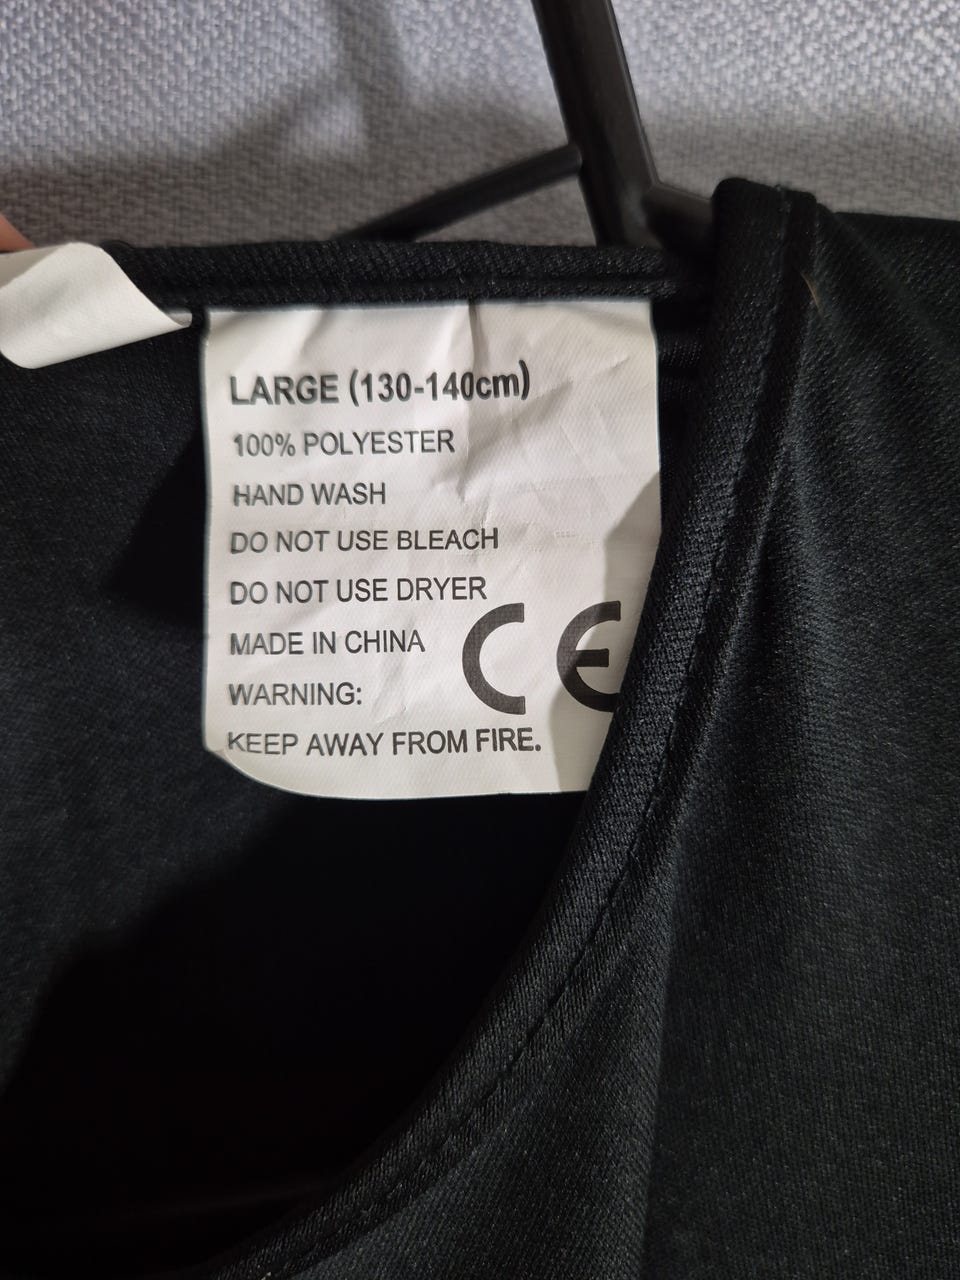 LARGE (130-140cm)
100% POLYESTER
HAND WASH
DO NOT USE BLEACH
DO NOT USE DRYER
MADE IN CHINA
WARNING:
KEEP AWAY FROM FIRE.
CE